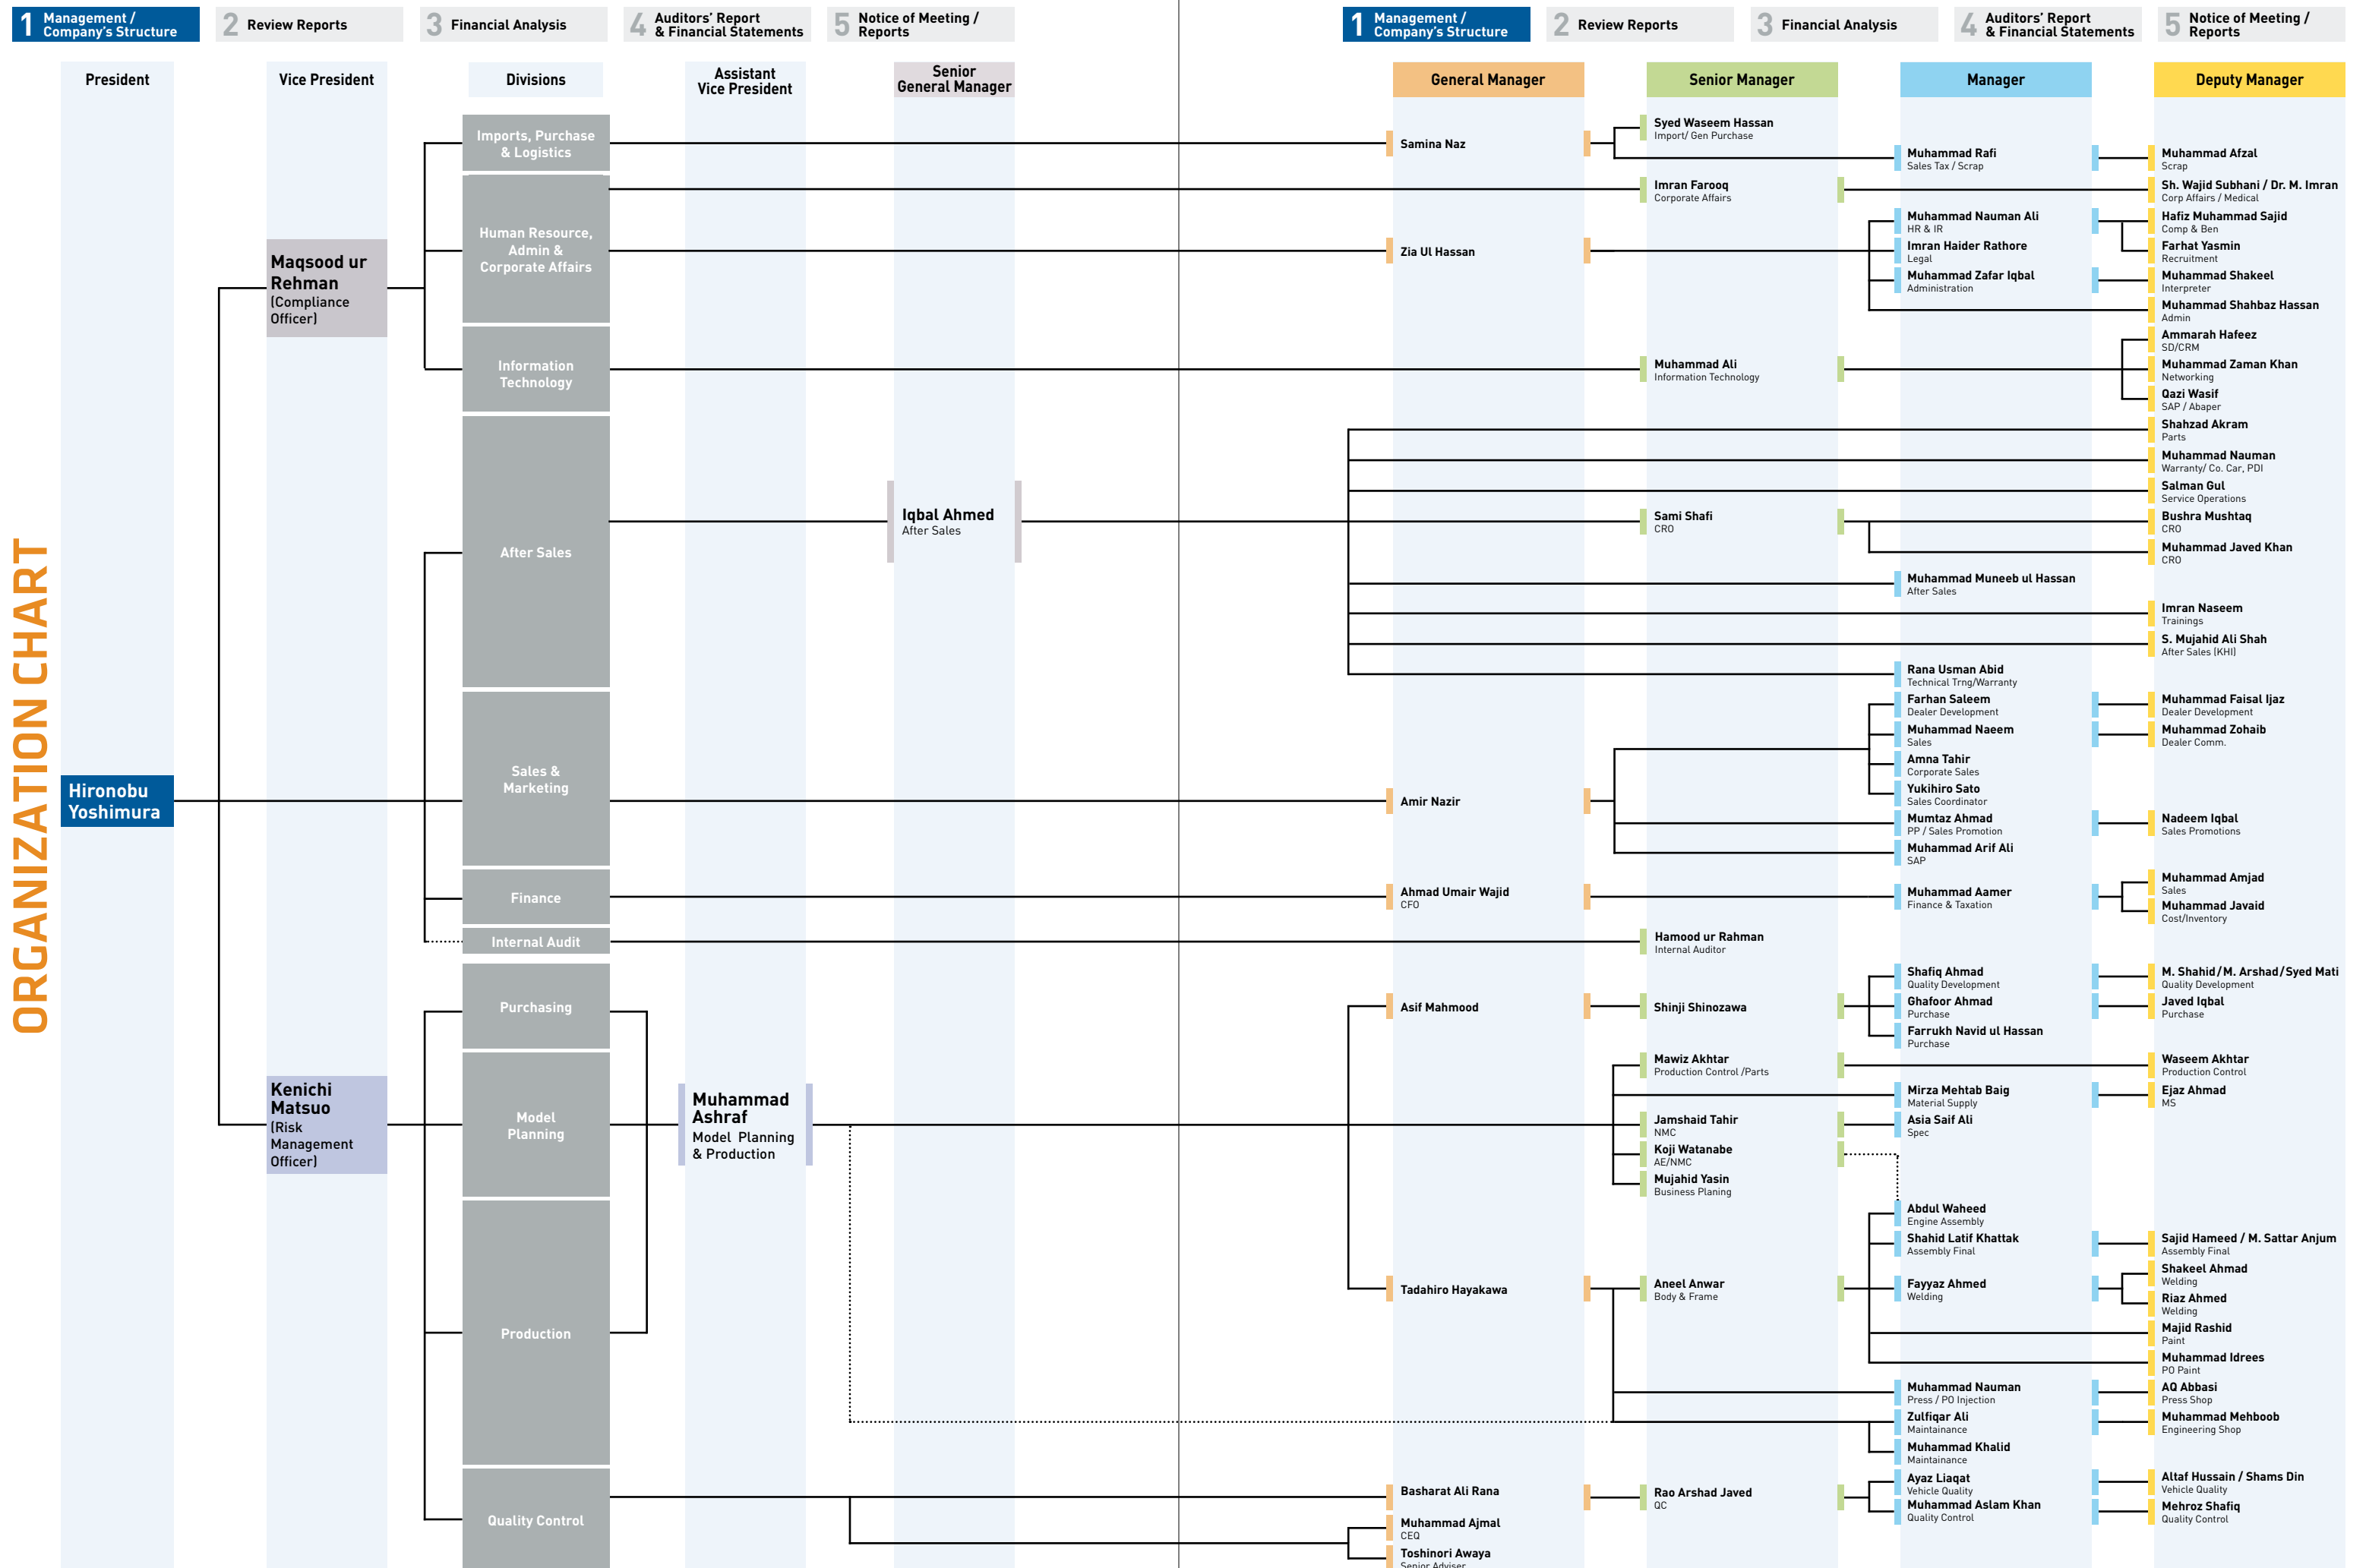 1 Management /
Company's Structure
2 Review Reports
3 Financial Analysis
4 Auditors' Report
& Financial Statements
5 Notice of Meeting /
Reports
1 Management /
Company's Structure
2 Review Reports
3 Financial Analysis
4 Auditors' Report
& Financial Statements
5 Notice of Meeting /
Reports
ORGANIZATION CHART
President
Vice President
Divisions
Assistant
Vice President
Senior
General Manager
General Manager
Senior Manager
Manager
Deputy Manager
Hironobu
Yoshimura
Maqsood ur
Rehman
(Compliance
Officer)
Kenichi
Matsuo
(Risk
Management
Officer)
Imports, Purchase
& Logistics
Human Resource,
Admin &
Corporate Affairs
Information
Technology
After Sales
Sales &
Marketing
Finance
Internal Audit
Purchasing
Model
Planning
Production
Quality Control
Muhammad
Ashraf
Model Planning
& Production
Iqbal Ahmed
After Sales
Samina Naz
Zia Ul Hassan
Amir Nazir
Ahmad Umair Wajid
CFO
Asif Mahmood
Tadahiro Hayakawa
Basharat Ali Rana
Muhammad Ajmal
CEQ
Toshinori Awaya
Senior Adviser
Syed Waseem Hassan
Import/ Gen Purchase
Imran Farooq
Corporate Affairs
Muhammad Ali
Information Technology
Sami Shafi
CRO
Hamood ur Rahman
Internal Auditor
Shinji Shinozawa
Mawiz Akhtar
Production Control /Parts
Jamshaid Tahir
NMC
Koji Watanabe
AE/NMC
Mujahid Yasin
Business Planing
Aneel Anwar
Body & Frame
Rao Arshad Javed
QC
Muhammad Rafi
Sales Tax / Scrap
Muhammad Nauman Ali
HR & IR
Imran Haider Rathore
Legal
Muhammad Zafar Iqbal
Administration
Muhammad Muneeb ul Hassan
After Sales
Rana Usman Abid
Technical Trng/Warranty
Farhan Saleem
Dealer Development
Muhammad Naeem
Sales
Amna Tahir
Corporate Sales
Yukihiro Sato
Sales Coordinator
Mumtaz Ahmad
PP / Sales Promotion
Muhammad Arif Ali
SAP
Muhammad Aamer
Finance & Taxation
Shafiq Ahmad
Quality Development
Ghafoor Ahmad
Purchase
Farrukh Navid ul Hassan
Purchase
Mirza Mehtab Baig
Material Supply
Asia Saif Ali
Spec
Abdul Waheed
Engine Assembly
Shahid Latif Khattak
Assembly Final
Fayyaz Ahmed
Welding
Muhammad Nauman
Press / PO Injection
Zulfiqar Ali
Maintainance
Muhammad Khalid
Maintainance
Ayaz Liaqat
Vehicle Quality
Muhammad Aslam Khan
Quality Control
Muhammad Afzal
Scrap
Sh. Wajid Subhani / Dr. M. Imran
Corp Affairs / Medical
Hafiz Muhammad Sajid
Comp & Ben
Farhat Yasmin
Recruitment
Muhammad Shakeel
Interpreter
Muhammad Shahbaz Hassan
Admin
Ammarah Hafeez
SD/CRM
Muhammad Zaman Khan
Networking
Qazi Wasif
SAP / Abaper
Shahzad Akram
Parts
Muhammad Nauman
Warranty/ Co. Car, PDI
Salman Gul
Service Operations
Bushra Mushtaq
CRO
Muhammad Javed Khan
CRO
Imran Naseem
Trainings
S. Mujahid Ali Shah
After Sales (KHI)
Muhammad Faisal Ijaz
Dealer Development
Muhammad Zohaib
Dealer Comm.
Nadeem Iqbal
Sales Promotions
Muhammad Amjad
Sales
Muhammad Javaid
Cost/Inventory
M. Shahid/M. Arshad/Syed Mati
Quality Development
Javed Iqbal
Purchase
Waseem Akhtar
Production Control
Ejaz Ahmad
MS
Sajid Hameed / M. Sattar Anjum
Assembly Final
Shakeel Ahmad
Welding
Riaz Ahmed
Welding
Majid Rashid
Paint
Muhammad Idrees
PO Paint
AQ Abbasi
Press Shop
Muhammad Mehboob
Engineering Shop
Altaf Hussain / Shams Din
Vehicle Quality
Mehroz Shafiq
Quality Control